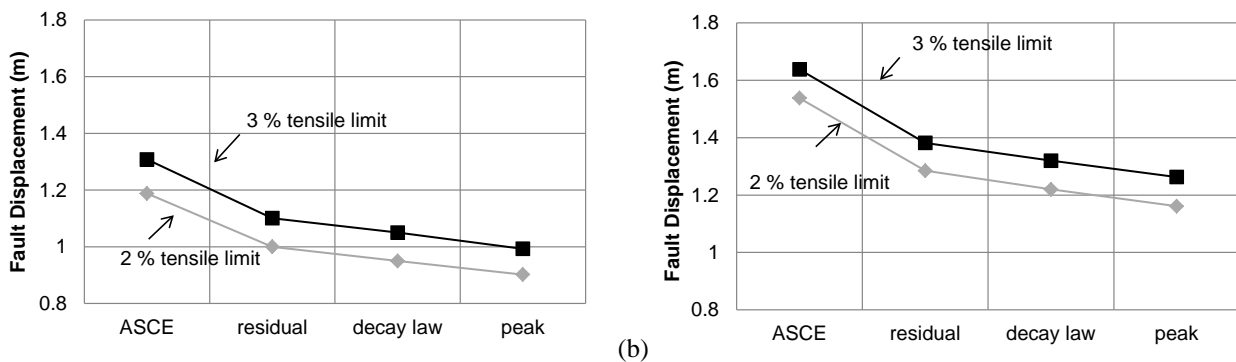 Fault Displacement (m)
1.8
1.6
1.4
1.2
1
0.8
3 % tensile limit
2 % tensile limit
ASCE residual decay law peak
(b)
Fault Displacement (m)
1.8
1.6
1.4
1.2
1
0.8
3 % tensile limit
2 % tensile limit
ASCE residual decay law peak